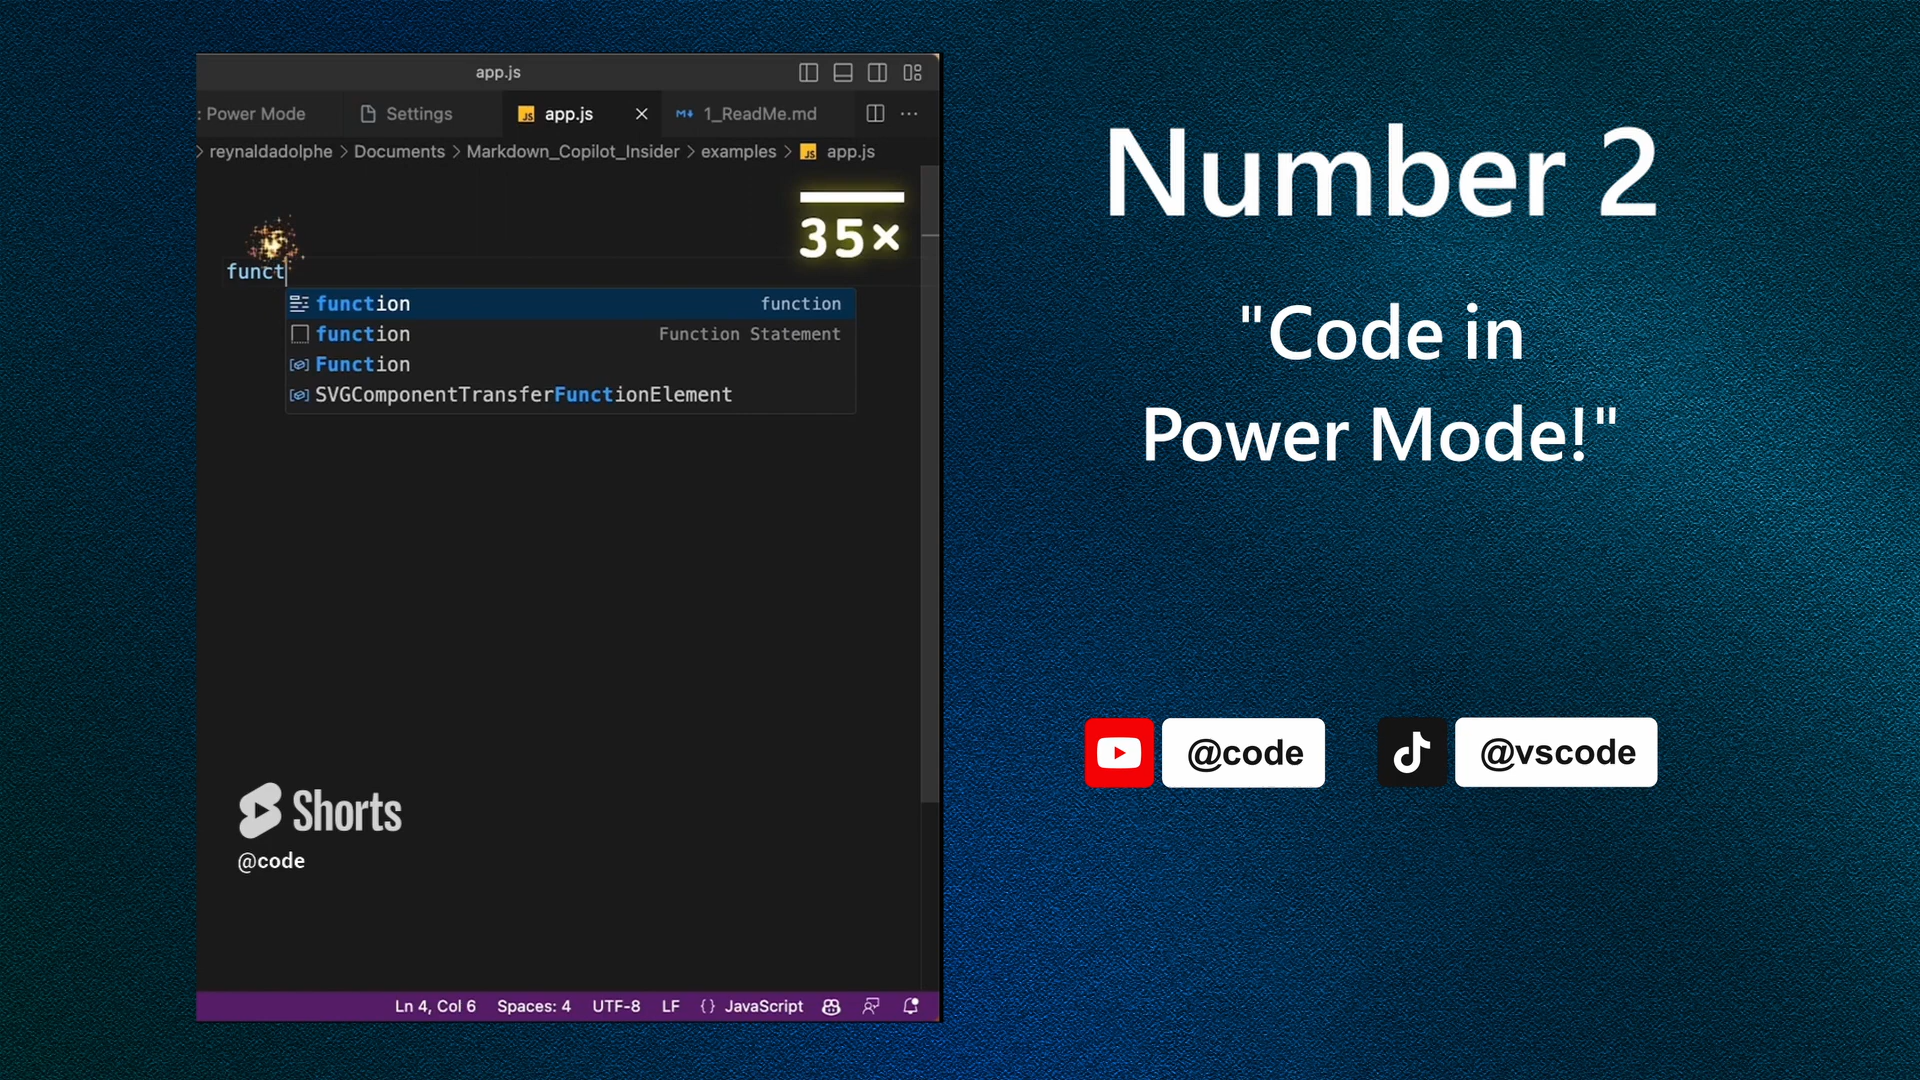 app.js
: Power Mode
Settings
JS app.js
M 1_ReadMe.md
reynaldadolphe > Documents > Markdown_Copilot_Insider > examples > JS app.js
35×
funct
function function
function Function Statement
Function
SVGComponentTransferFunctionElement
Shorts
@code
Ln 4, Col 6 Spaces: 4 UTF-8 LF {} JavaScript
Number 2
"Code in
Power Mode!"
@code
@vscode